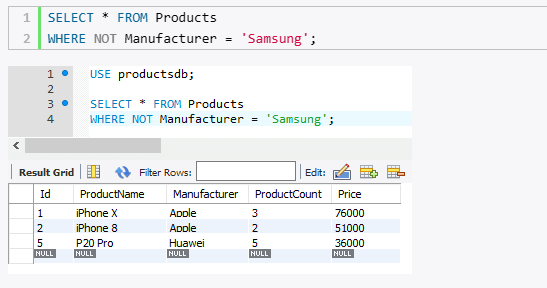 1 SELECT * FROM Products
2 WHERE NOT Manufacturer = 'Samsung';
1 USE productsdb;
2
3 SELECT * FROM Products
4 WHERE NOT Manufacturer = 'Samsung';
Result Grid Filter Rows: Edit:
Id ProductName Manufacturer ProductCount Price
1 iPhone X Apple 3 76000
2 iPhone 8 Apple 2 51000
5 P20 Pro Huawei 5 36000
NULL NULL NULL NULL NULL